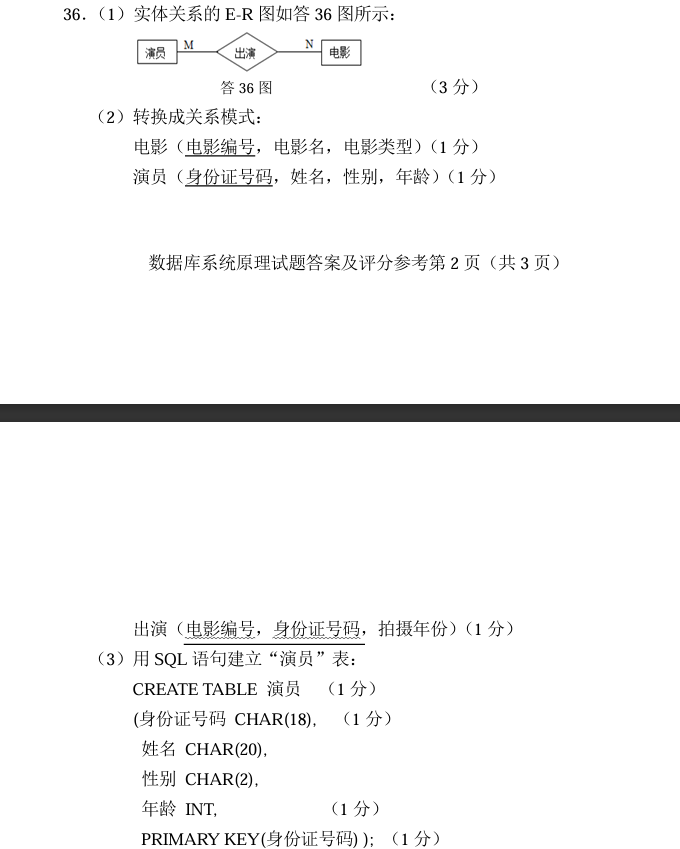 36.（1）实体关系的 E-R 图如答 36 图所示：
演员 M 出演 N 电影
答 36 图 （3 分）
（2）转换成关系模式：
电影（电影编号，电影名，电影类型）（1 分）
演员（身份证号码，姓名，性别，年龄）（1 分）
数据库系统原理试题答案及评分参考第 2 页（共 3 页）
出演（电影编号，身份证号码，拍摄年份）（1 分）
（3）用 SQL 语句建立“演员”表：
CREATE TABLE 演员 （1 分）
(身份证号码 CHAR(18), （1 分）
姓名 CHAR(20),
性别 CHAR(2),
年龄 INT, （1 分）
PRIMARY KEY(身份证号码) ); （1 分）